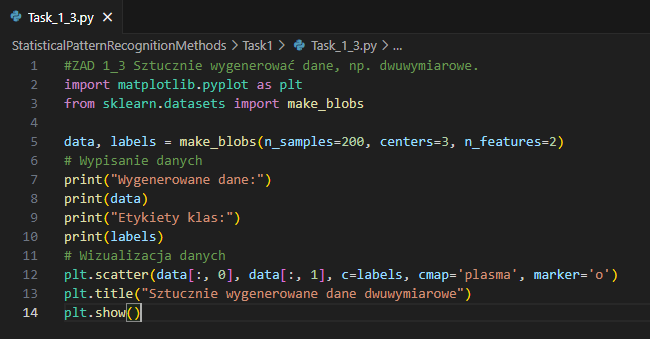 Task_1_3.py ×
StatisticalPatternRecognitionMethods > Task1 > Task_1_3.py > ...
1 #ZAD 1_3 Sztucznie wygenerować dane, np. dwuwymiarowe.
2 import matplotlib.pyplot as plt
3 from sklearn.datasets import make_blobs
4
5 data, labels = make_blobs(n_samples=200, centers=3, n_features=2)
6 # Wypisanie danych
7 print("Wygenerowane dane:")
8 print(data)
9 print("Etykiety klas:")
10 print(labels)
11 # Wizualizacja danych
12 plt.scatter(data[:, 0], data[:, 1], c=labels, cmap='plasma', marker='o')
13 plt.title("Sztucznie wygenerowane dane dwuwymiarowe")
14 plt.show()